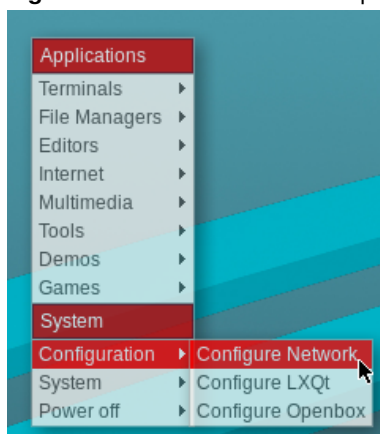 Applications
Terminals
File Managers
Editors
Internet
Multimedia
Tools
Demos
Games
System
Configuration
Configure Network
System
Configure LXQt
Power off
Configure Openbox